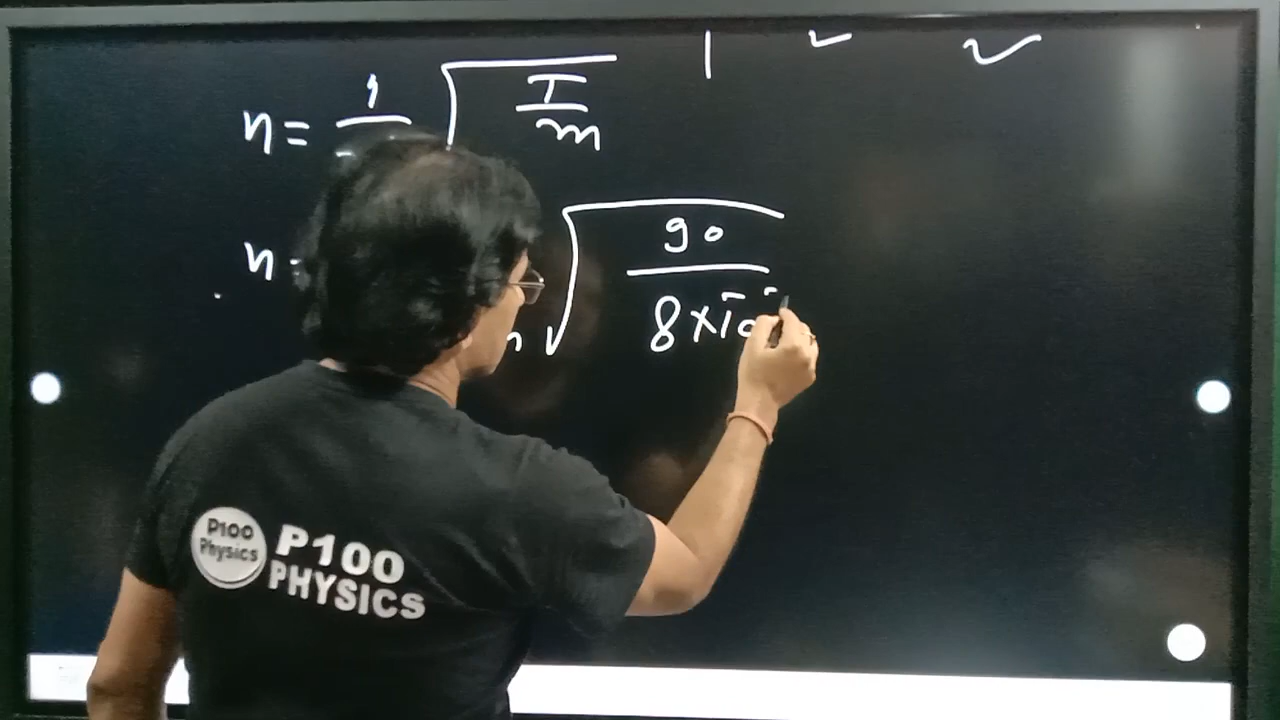 n = 1 √ T
m
n √ 90
8 × 10
P100
Physics
P100
PHYSICS